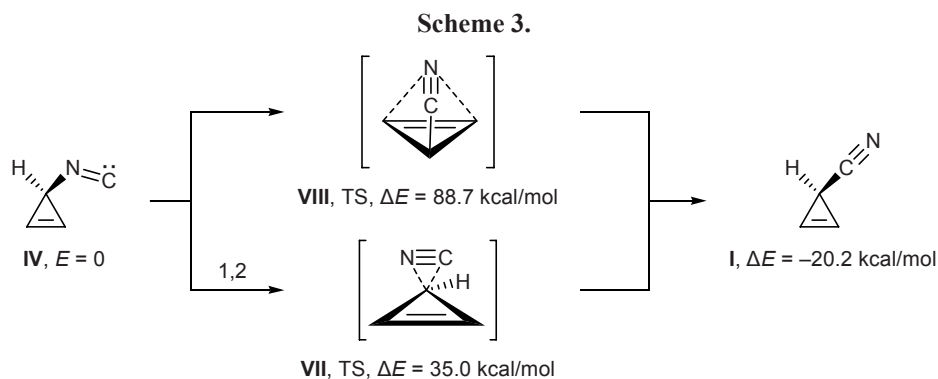 Scheme 3.
N
C
VIII, TS, ΔE = 88.7 kcal/mol
H
N
C
IV, E = 0
1,2
N C
H
VII, TS, ΔE = 35.0 kcal/mol
N
H
C
I, ΔE = –20.2 kcal/mol